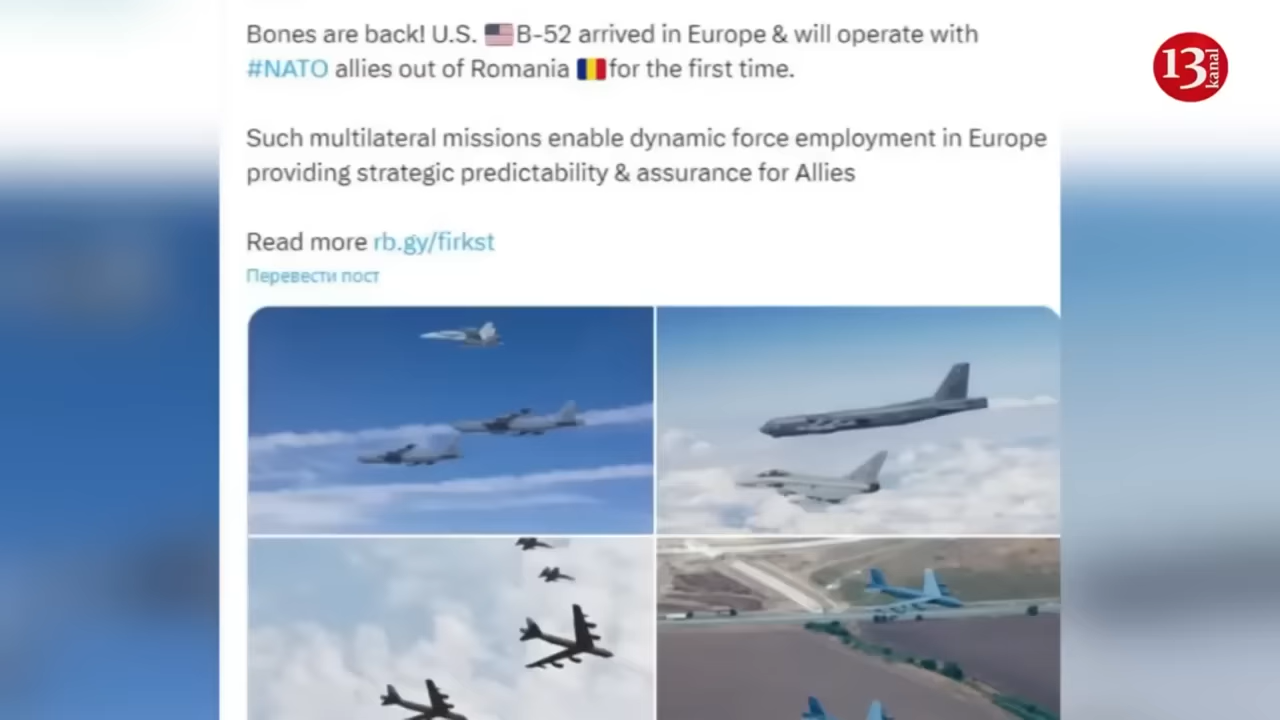 Bones are back! U.S. 🇺🇸B-52 arrived in Europe & will operate with
#NATO allies out of Romania 🇷🇴for the first time.
Such multilateral missions enable dynamic force employment in Europe
providing strategic predictability & assurance for Allies
Read more rb.gy/firkst
Перевести пост
13 kanal